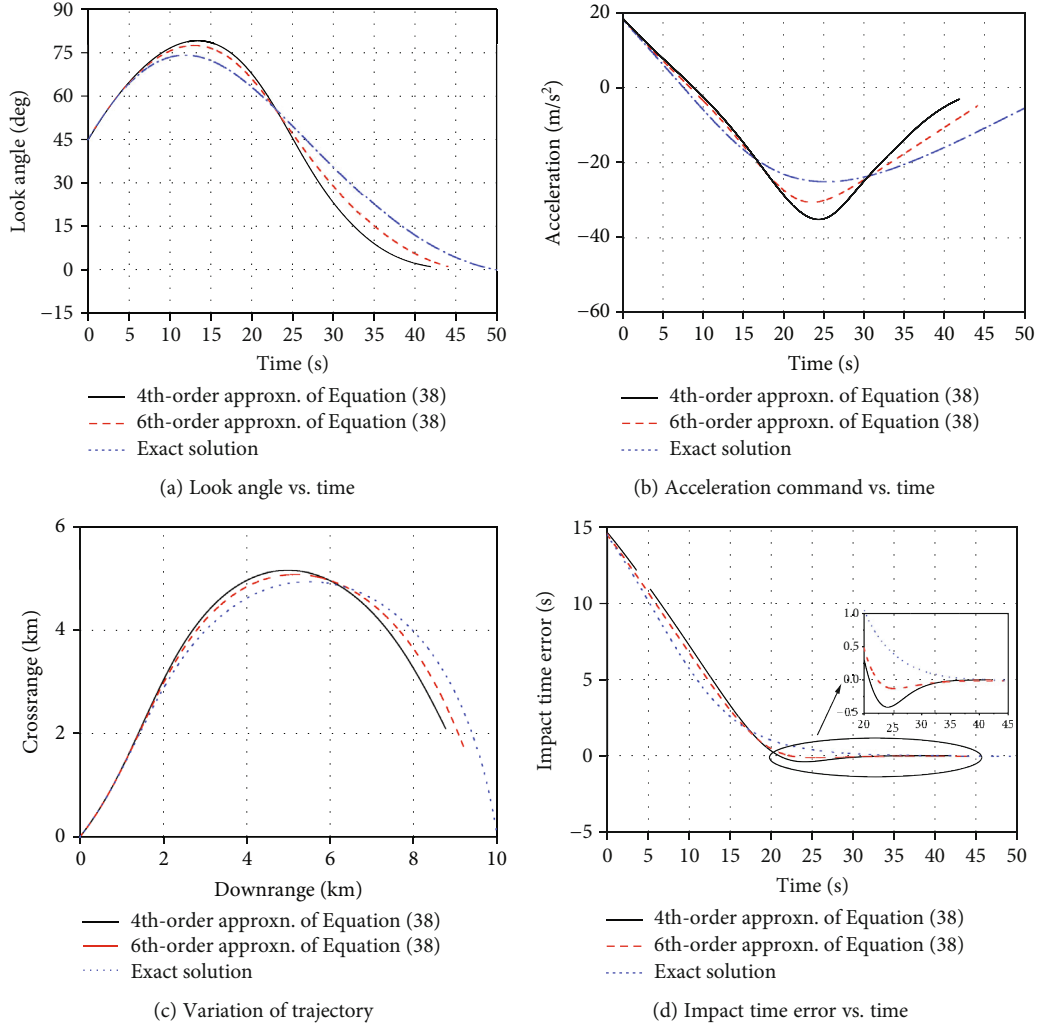 90
75
60
45
30
15
0
−15
Look angle (deg)
0 5 10 15 20 25 30 35 40 45 50
Time (s)
4th-order approxn. of Equation (38)
6th-order approxn. of Equation (38)
Exact solution
(a) Look angle vs. time
20
0
−20
−40
−60
Acceleration (m/s²)
0 5 10 15 20 25 30 35 40 45 50
Time (s)
4th-order approxn. of Equation (38)
6th-order approxn. of Equation (38)
Exact solution
(b) Acceleration command vs. time
6
4
2
0
Crossrange (km)
0 2 4 6 8 10
Downrange (km)
4th-order approxn. of Equation (38)
6th-order approxn. of Equation (38)
Exact solution
(c) Variation of trajectory
15
10
5
0
−5
Impact time error (s)
1.0
0.5
0.0
−0.5
20 25 30 35 40 45
0 5 10 15 20 25 30 35 40 45 50
Time (s)
4th-order approxn. of Equation (38)
6th-order approxn. of Equation (38)
Exact solution
(d) Impact time error vs. time